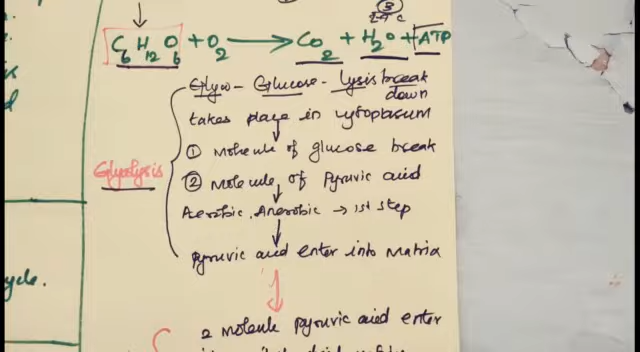 C6H12O6 + O2 → CO2 + H2O + ATP
Glyco - Glucose - Lysis break
down
takes place in cytoplasum
① Molecule of glucose break
Glycolysis
② Molecule of Pyruvic acid
Aerobic, Anerobic → 1st step
Pyruvic acid enter into Matrix
ycle.
2 Molecule pyruvic acid enter